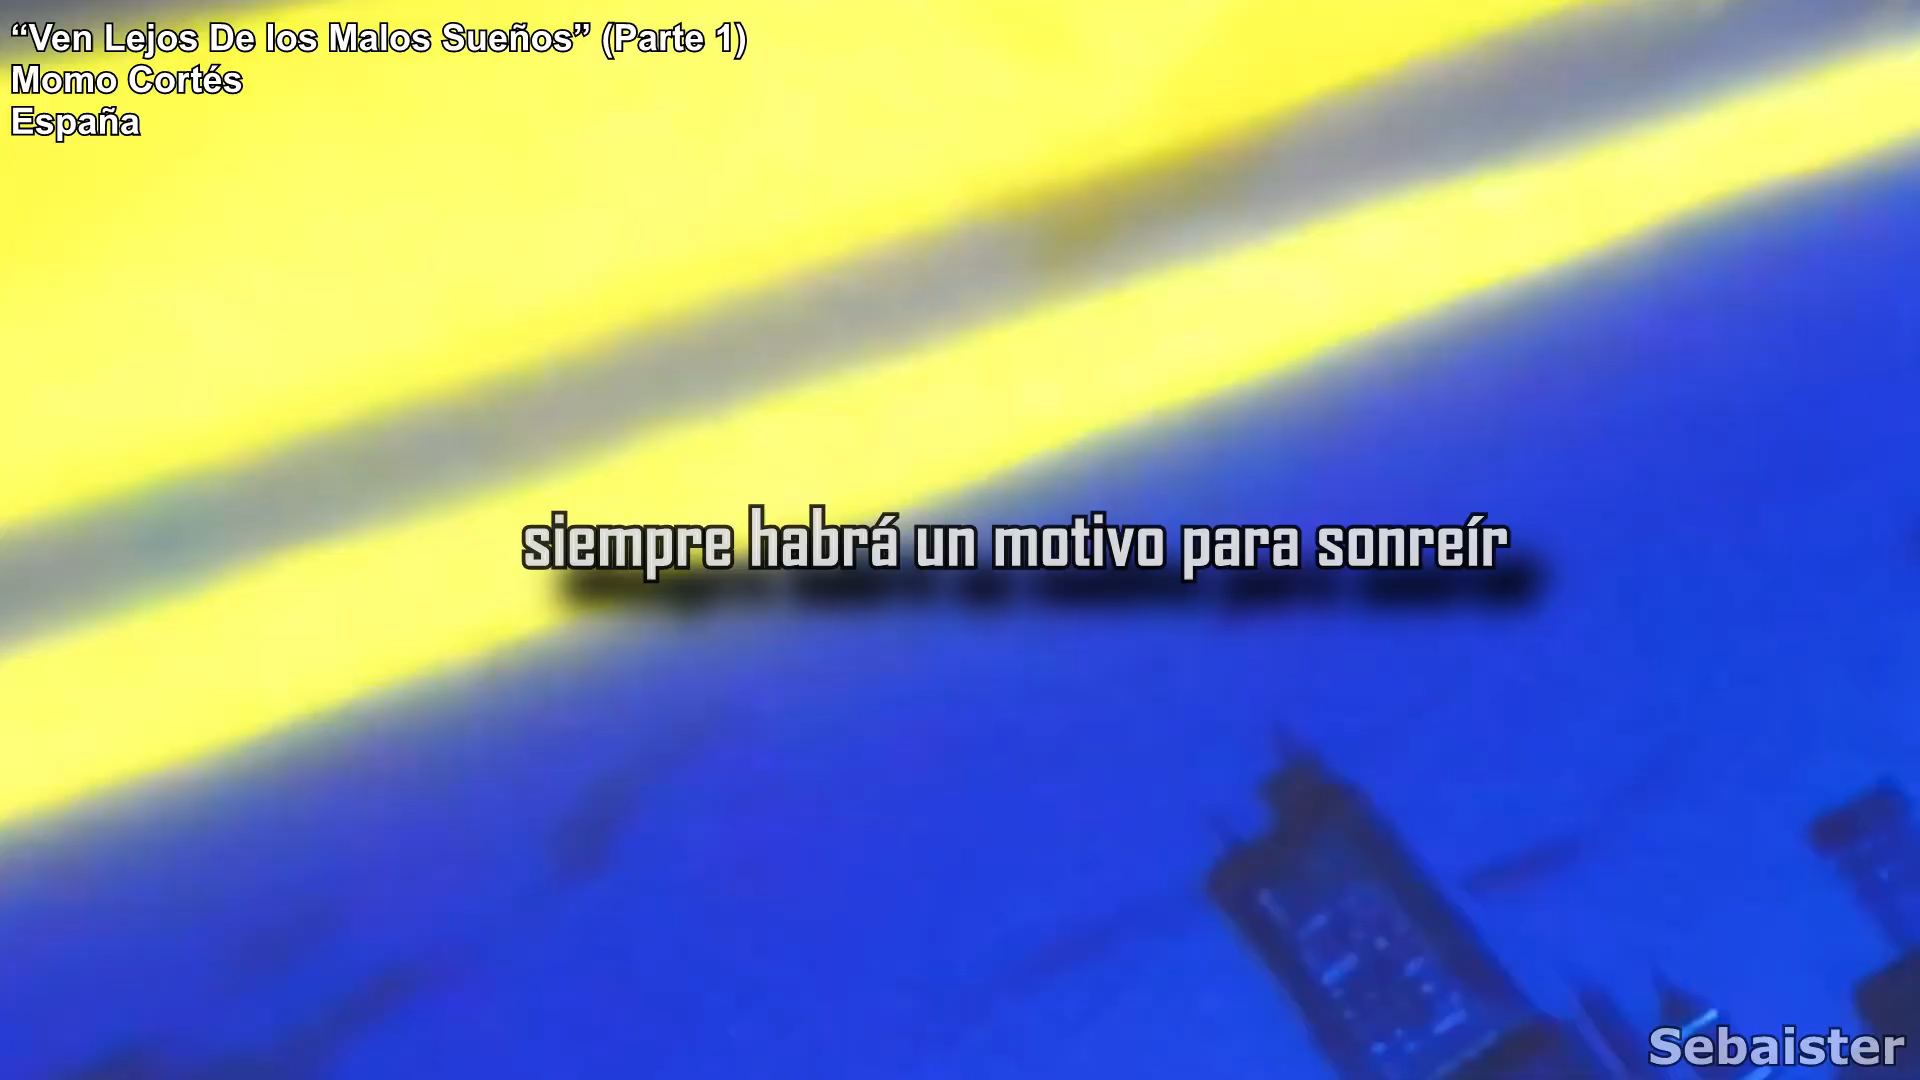 “Ven Lejos De los Malos Sueños” (Parte 1)
Momo Cortés
España
siempre habrá un motivo para sonreír
Sebaister